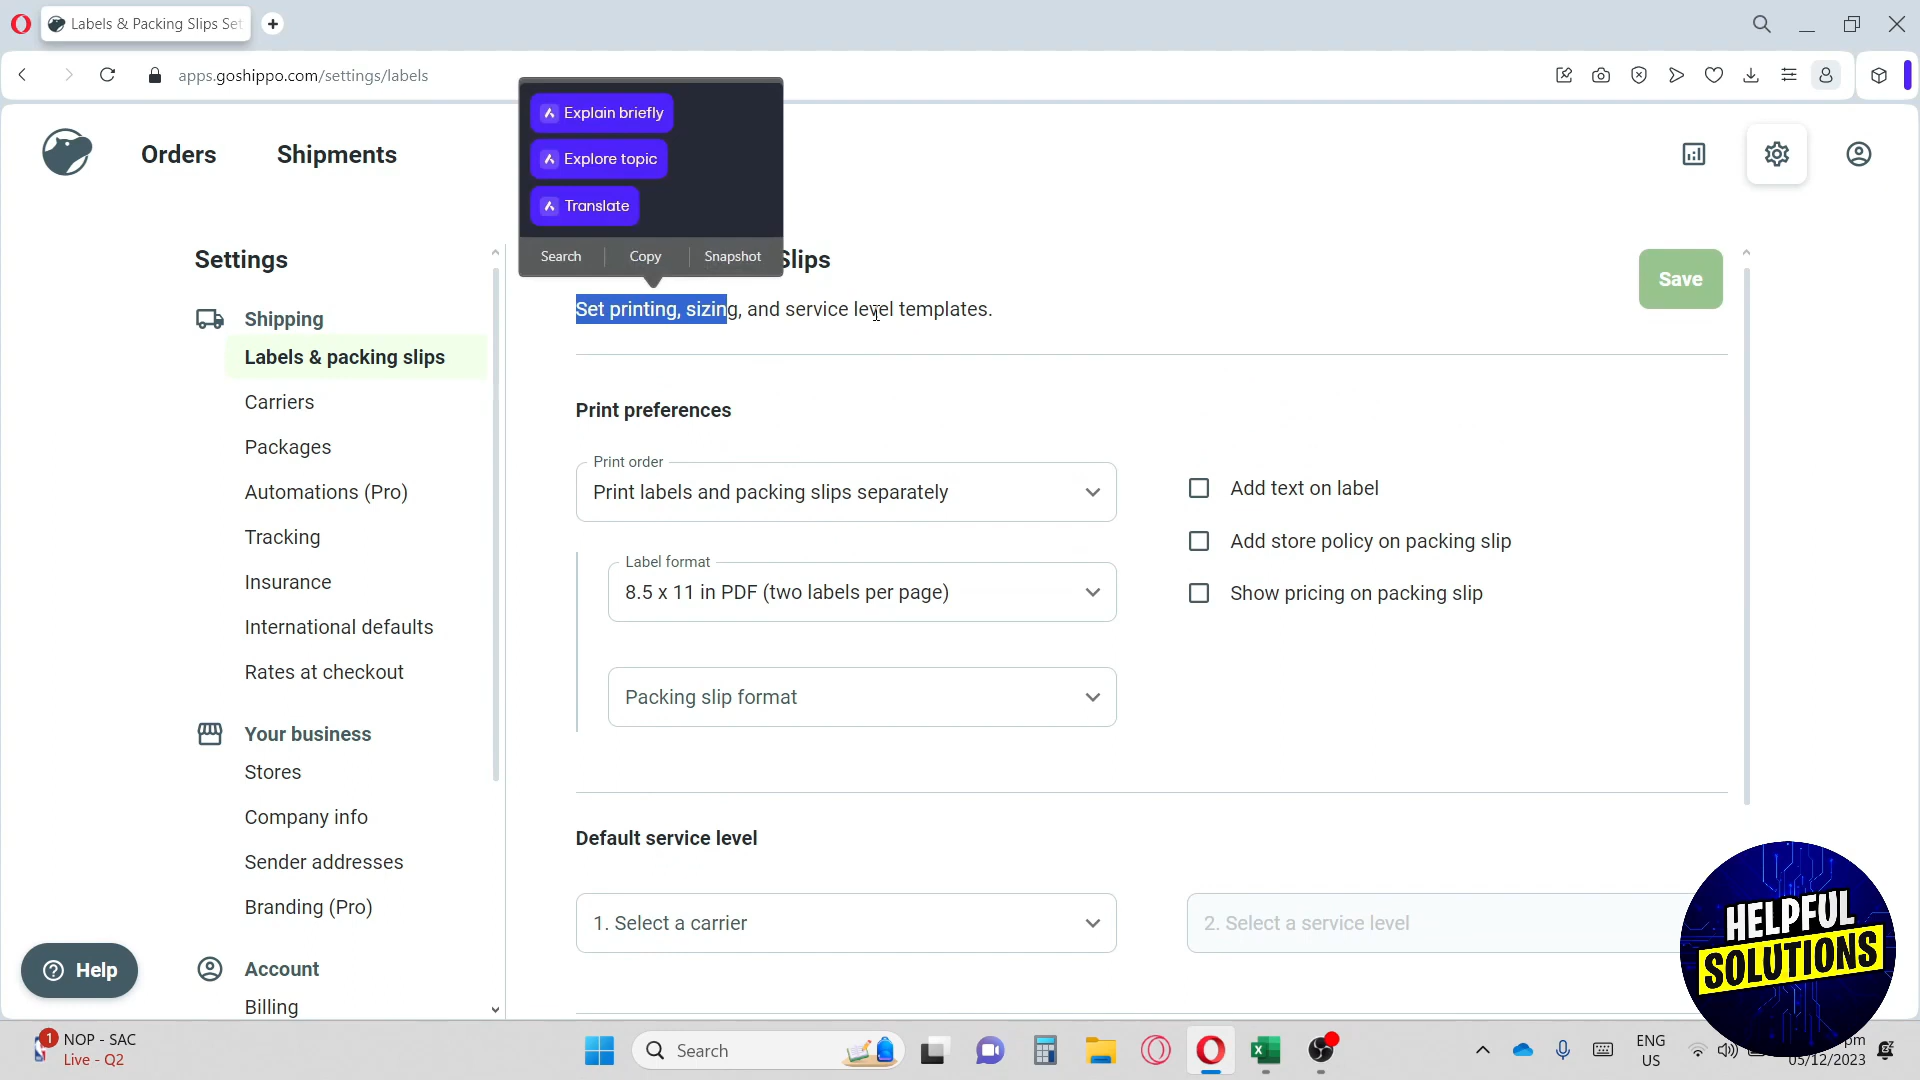 Labels & Packing Slips Set
apps.goshippo.com/settings/labels
Explain briefly
Explore topic
Translate
Search
Copy
Snapshot
Orders
Shipments
Settings
Shipping
Labels & packing slips
Carriers
Packages
Automations (Pro)
Tracking
Insurance
International defaults
Rates at checkout
Your business
Stores
Company info
Sender addresses
Branding (Pro)
Account
Billing
Help
Slips
Save
Set printing, sizing, and service level templates.
Print preferences
Print order
Print labels and packing slips separately
Label format
8.5 x 11 in PDF (two labels per page)
Packing slip format
Add text on label
Add store policy on packing slip
Show pricing on packing slip
Default service level
1. Select a carrier
2. Select a service level
HELPFUL
SOLUTIONS
1
NOP - SAC
Live - Q2
Search
ENG
US
pm
05/12/2023